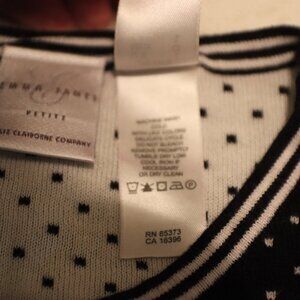 EMMA JAMES
PETITE
LIZ CLAIBORNE COMPANY
MACHINE WASH
COLD
WITH LIKE COLORS
DELICATE CYCLE
DO NOT BLEACH
REMOVE PROMPTLY
TUMBLE DRY LOW
COOL IRON IF
NECESSARY
OR DRY CLEAN
RN 85373
CA 16396